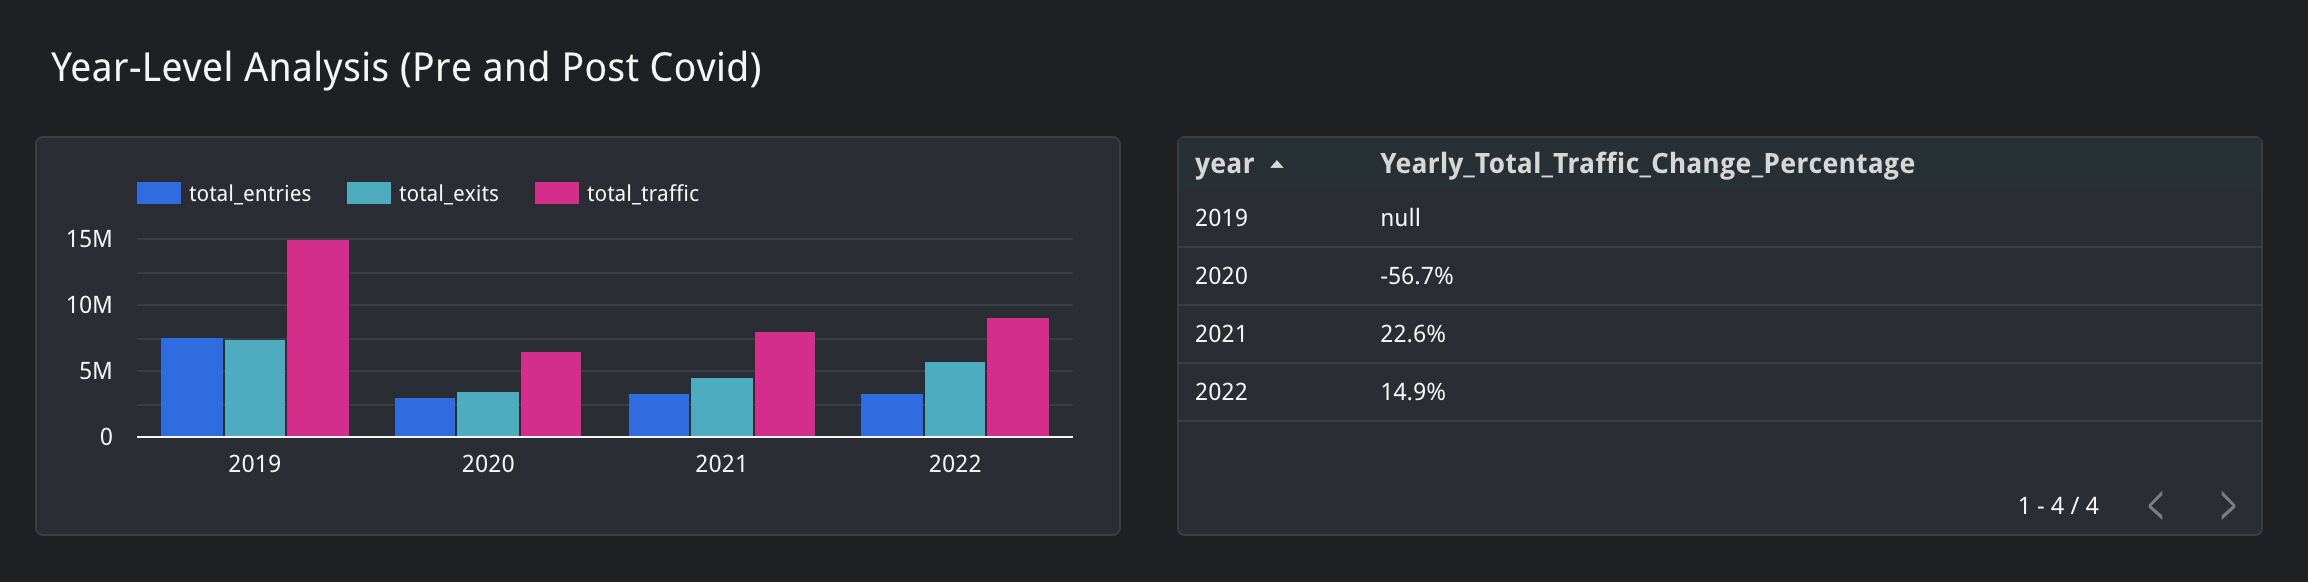 Year-Level Analysis (Pre and Post Covid)
total_entries total_exits total_traffic
15M
10M
5M
0
2019 2020 2021 2022
year Yearly_Total_Traffic_Change_Percentage
2019 null
2020 -56.7%
2021 22.6%
2022 14.9%
1 - 4 / 4